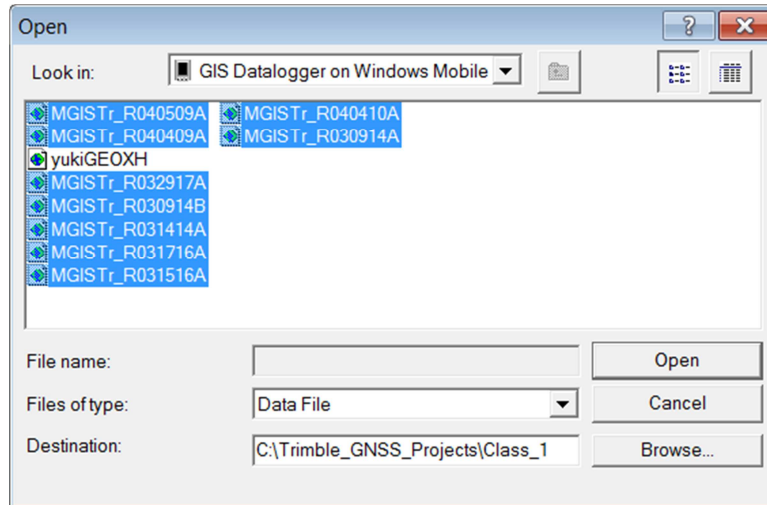 Open
Look in: GIS Datalogger on Windows Mobile
MGISTr_R040509A MGISTr_R040410A
MGISTr_R040409A MGISTr_R030914A
yukiGEOXH
MGISTr_R032917A
MGISTr_R030914B
MGISTr_R031414A
MGISTr_R031716A
MGISTr_R031516A
File name: Open
Files of type: Data File Cancel
Destination: C:\Trimble_GNSS_Projects\Class_1 Browse...